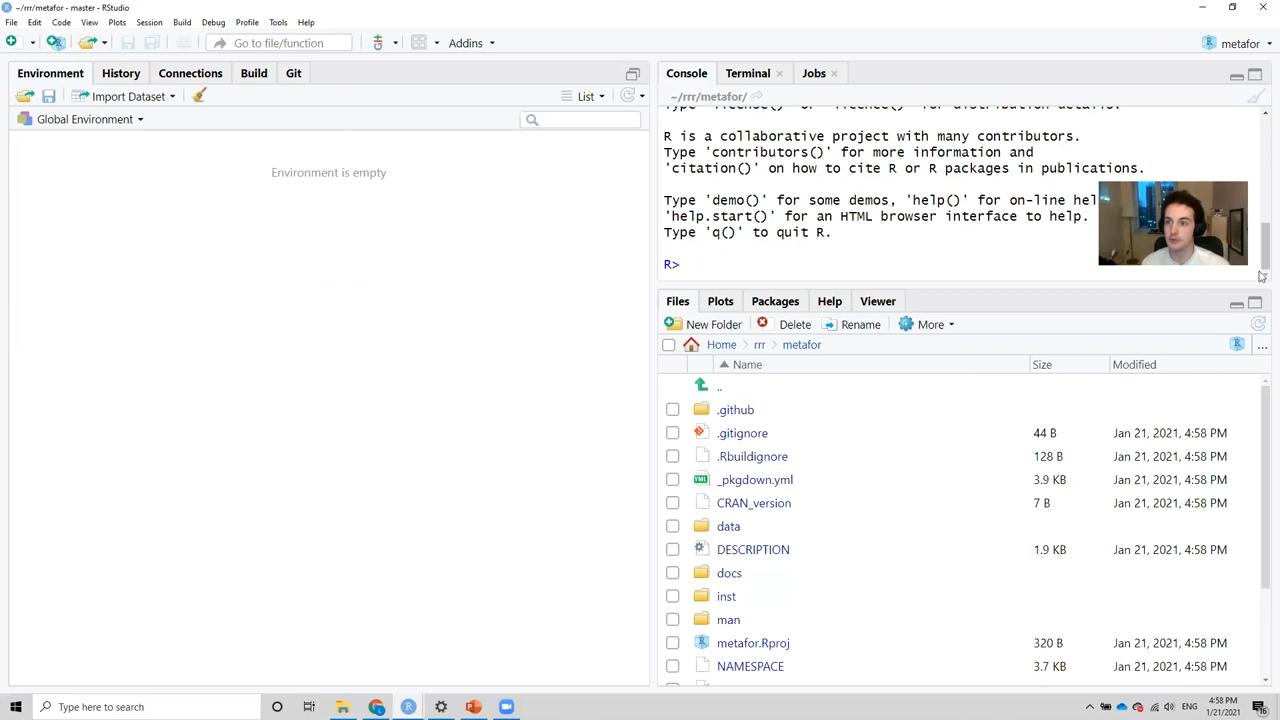 ~/rrr/metafor - master - RStudio
File Edit Code View Plots Session Build Debug Profile Tools Help
Go to file/function
Addins
metafor
Environment History Connections Build Git
Import Dataset
List
Global Environment
Environment is empty
Console Terminal Jobs
~/rrr/metafor/
Type 'license()' or 'licence()' for distribution details.
R is a collaborative project with many contributors.
Type 'contributors()' for more information and
'citation()' on how to cite R or R packages in publications.
Type 'demo()' for some demos, 'help()' for on-line hel
'help.start()' for an HTML browser interface to help.
Type 'q()' to quit R.
R>
Files Plots Packages Help Viewer
New Folder Delete Rename More
Home rrr metafor
...
Name Size Modified
..
.github
.gitignore 44 B Jan 21, 2021, 4:58 PM
.Rbuildignore 128 B Jan 21, 2021, 4:58 PM
_pkgdown.yml 3.9 KB Jan 21, 2021, 4:58 PM
CRAN_version 7 B Jan 21, 2021, 4:58 PM
data
DESCRIPTION 1.9 KB Jan 21, 2021, 4:58 PM
docs
inst
man
metafor.Rproj 320 B Jan 21, 2021, 4:58 PM
NAMESPACE 3.7 KB Jan 21, 2021, 4:58 PM
Type here to search
ENG
4:58 PM
1/21/2021